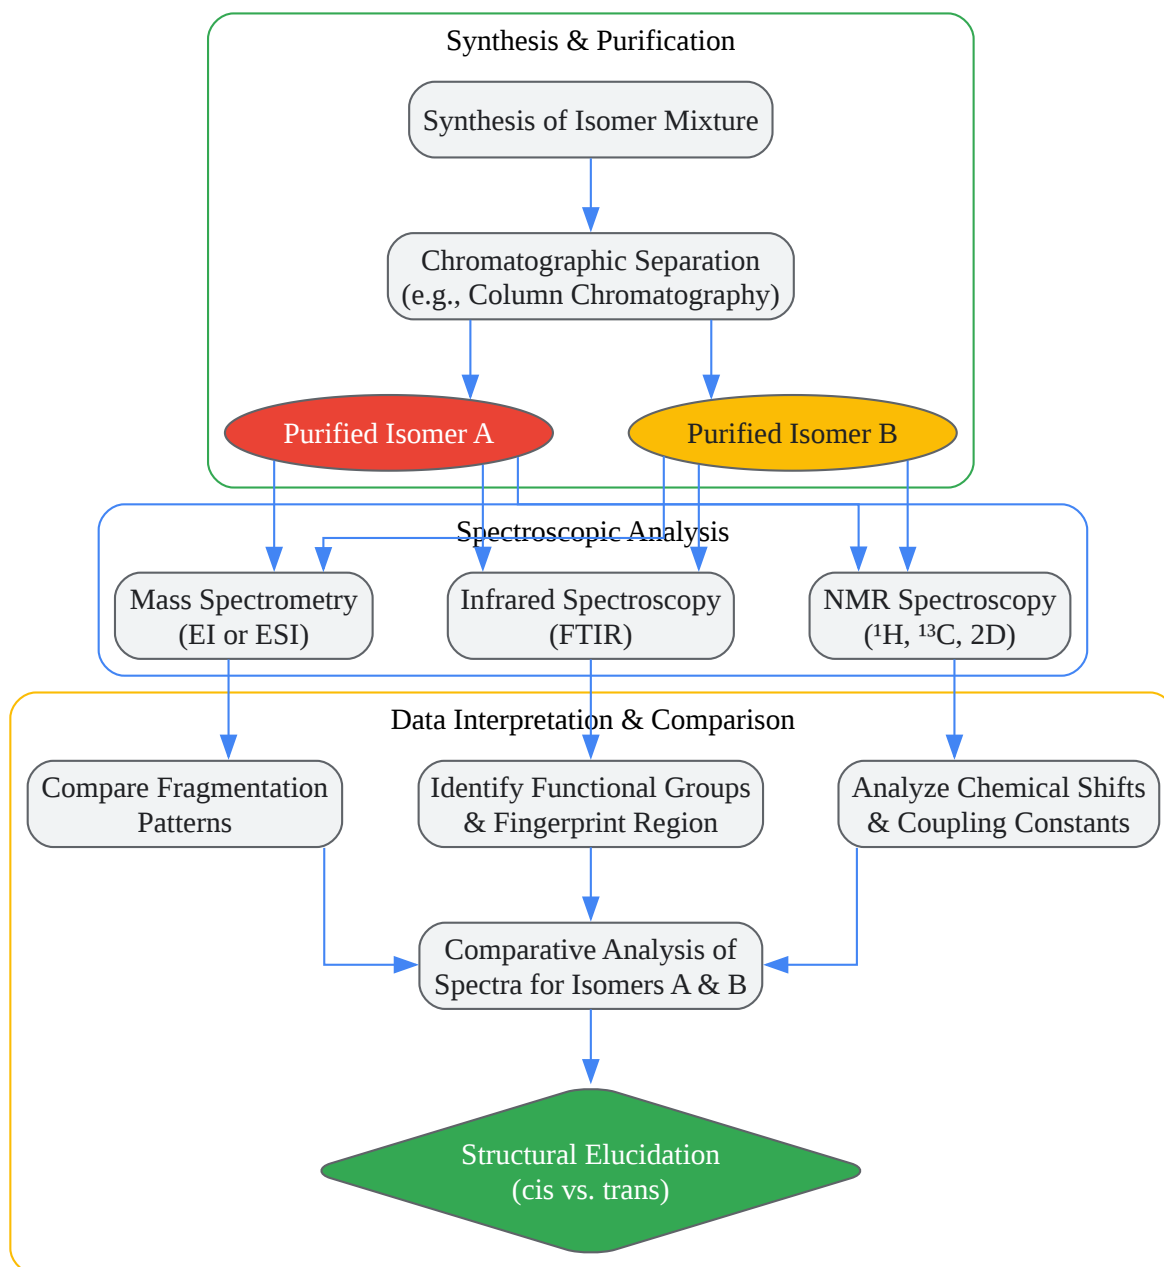 Synthesis & Purification
Synthesis of Isomer Mixture
Chromatographic Separation
(e.g., Column Chromatography)
Purified Isomer A
Purified Isomer B
Spectroscopic Analysis
Mass Spectrometry
(EI or ESI)
Infrared Spectroscopy
(FTIR)
NMR Spectroscopy
(¹H, ¹³C, 2D)
Data Interpretation & Comparison
Compare Fragmentation
Patterns
Identify Functional Groups
& Fingerprint Region
Analyze Chemical Shifts
& Coupling Constants
Comparative Analysis of
Spectra for Isomers A & B
Structural Elucidation
(cis vs. trans)